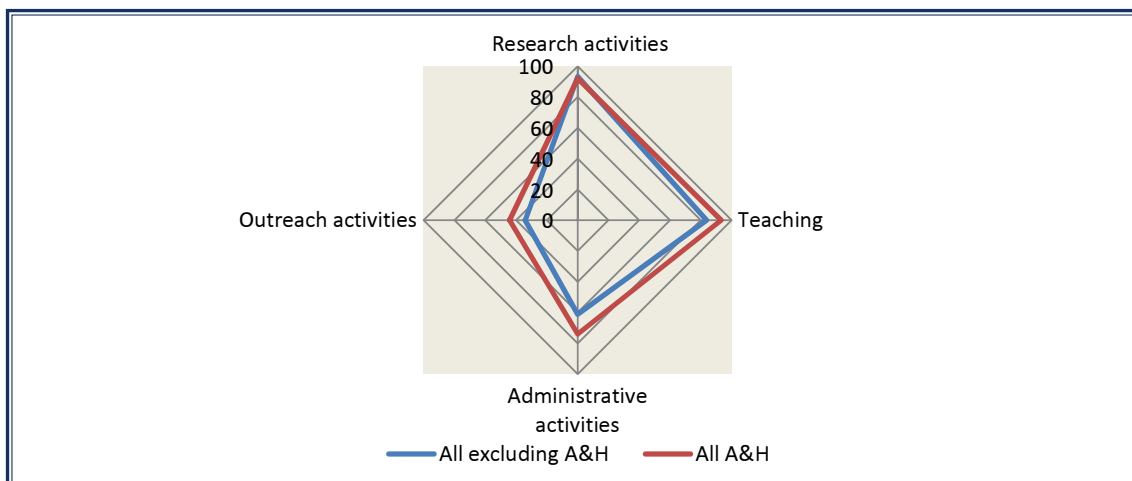 Research activities
100
80
60
40
20
0
Outreach activities
Teaching
Administrative
activities
All excluding A&H
All A&H